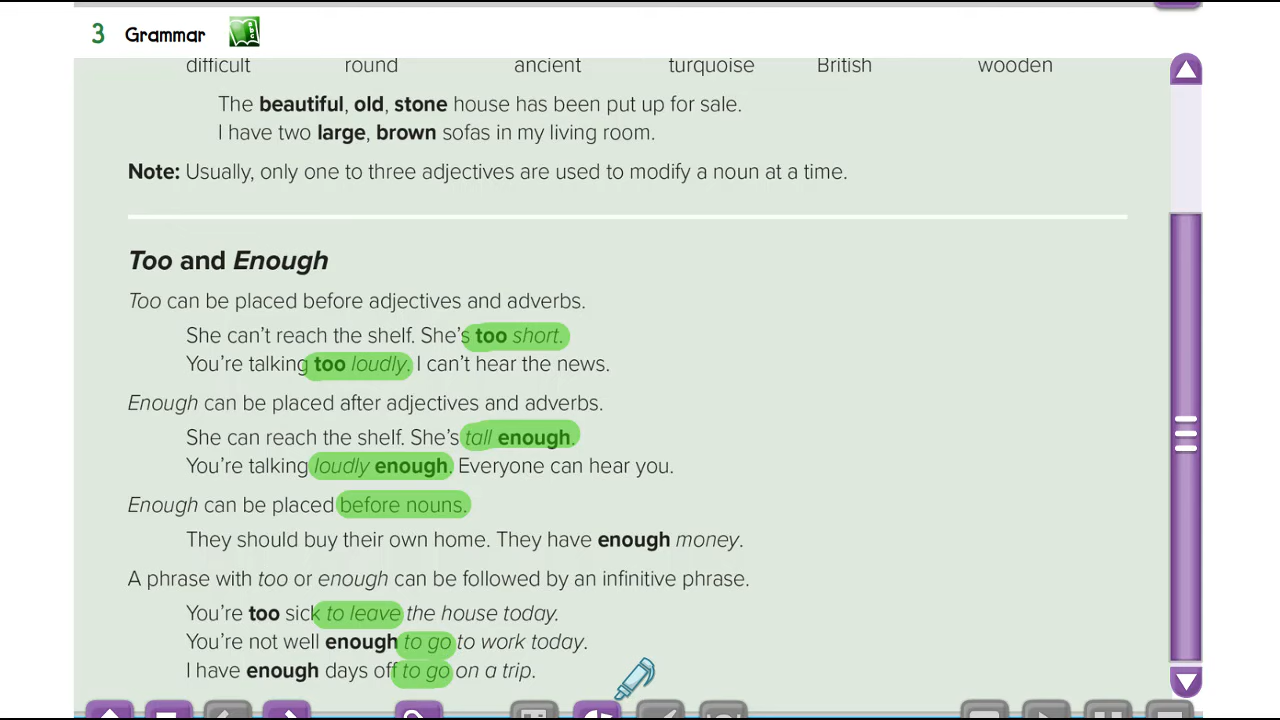 3 Grammar
difficult round ancient turquoise British wooden
The beautiful, old, stone house has been put up for sale.
I have two large, brown sofas in my living room.
Note: Usually, only one to three adjectives are used to modify a noun at a time.
Too and Enough
Too can be placed before adjectives and adverbs.
She can't reach the shelf. She's too short.
You're talking too loudly. I can't hear the news.
Enough can be placed after adjectives and adverbs.
She can reach the shelf. She's tall enough.
You're talking loudly enough. Everyone can hear you.
Enough can be placed before nouns.
They should buy their own home. They have enough money.
A phrase with too or enough can be followed by an infinitive phrase.
You're too sick to leave the house today.
You're not well enough to go to work today.
I have enough days off to go on a trip.